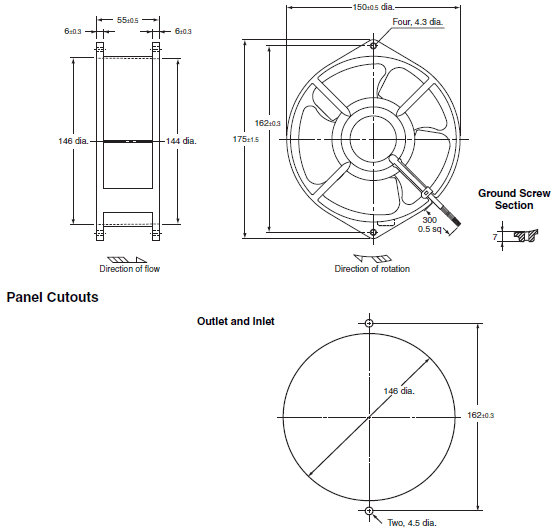 150±0.5 dia.
55±0.5
Four, 4.3 dia.
6±0.3
6±0.3
162±0.3
146 dia.
144 dia.
175±1.5
Ground Screw
Section
300
0.5 sq
7
Direction of flow
Direction of rotation
Panel Cutouts
Outlet and Inlet
146 dia.
162±0.3
Two, 4.5 dia.